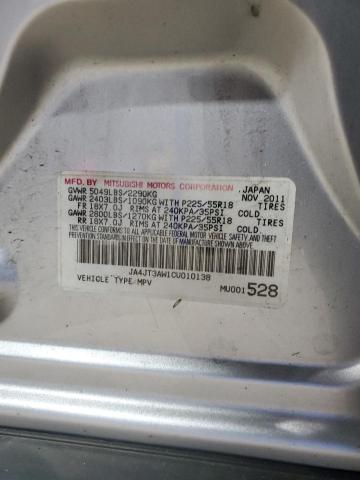 MFD BY MITSUBISHI MOTORS CORPORATION, JAPAN
GVWR 5049LBS/2290KG NOV 2011
GAWR 2403LBS/1090KG WITH P225/55R18 TIRES
FR 18X7.0J RIMS AT 240KPA/35PSI COLD
GAWR 2800LBS/1270KG WITH P225/55R18 TIRES
RR 18X7.0J RIMS AT 240KPA/35PSI COLD
THIS VEHICLE CONFORMS TO ALL APPLICABLE FEDERAL MOTOR VEHICLE SAFETY AND
THEFT PREVENTION STANDARDS IN EFFECT ON THE DATE OF MANUFACTURE SHOWN ABOVE.
JA4JT3AW1CU010138
VEHICLE TYPE MPV MU001528